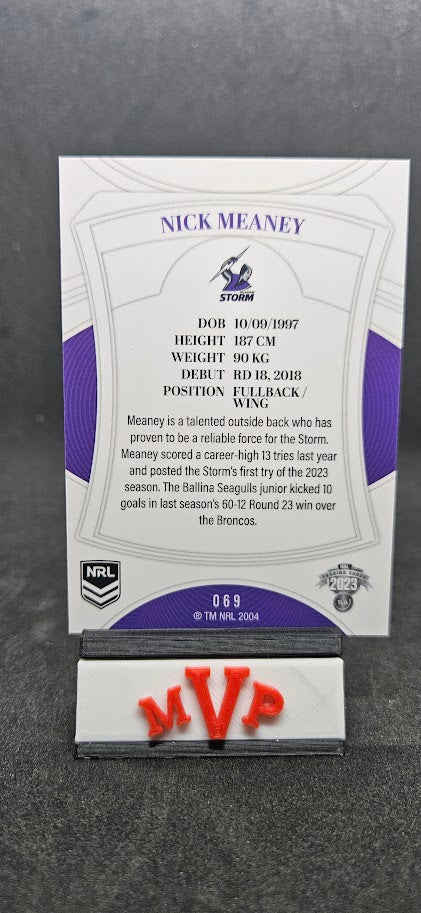 NICK MEANEY
STORM
DOB 10/09/1997
HEIGHT 187 CM
WEIGHT 90 KG
DEBUT RD 18, 2018
POSITION FULLBACK /
WING
Meaney is a talented outside back who has
proven to be a reliable force for the Storm.
Meaney scored a career-high 13 tries last year
and posted the Storm's first try of the 2023
season. The Ballina Seagulls junior kicked 10
goals in last season's 60-12 Round 23 win over
the Broncos.
NRL
NRL
TRADING CARDS
2023
069
℗ TM NRL 2004
MVP